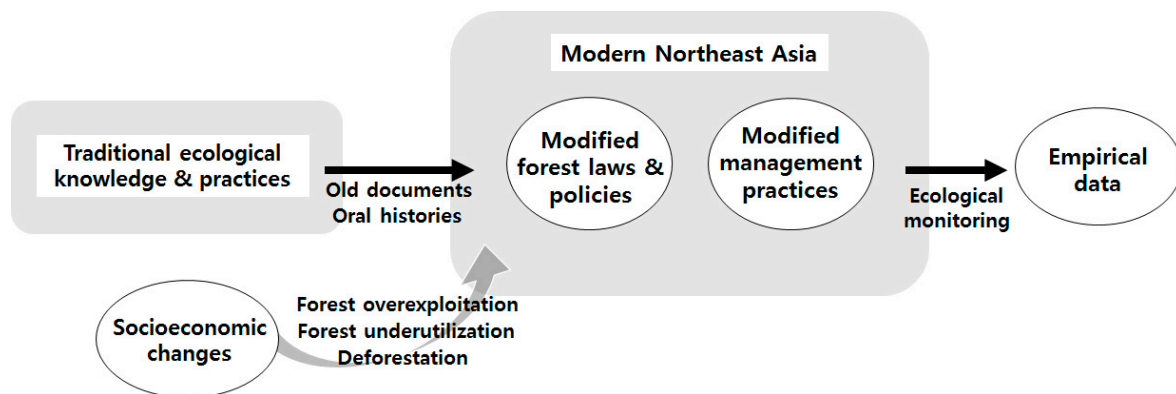 Modern Northeast Asia
Traditional ecological
knowledge & practices
Old documents
Oral histories
Modified
forest laws &
policies
Modified
management
practices
Ecological
monitoring
Empirical
data
Socioeconomic
changes
Forest overexploitation
Forest underutilization
Deforestation